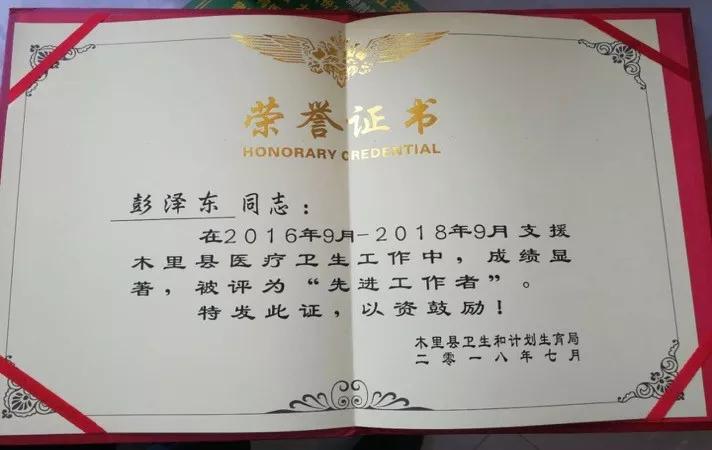 荣誉证书
HONORARY CREDENTIAL
彭泽东 同志：
在2016年9月-2018年9月支援
木里县医疗卫生工作中，成绩显
著，被评为“先进工作者”。
特发此证，以资鼓励！
木里县卫生和计划生育局
二零一八年七月